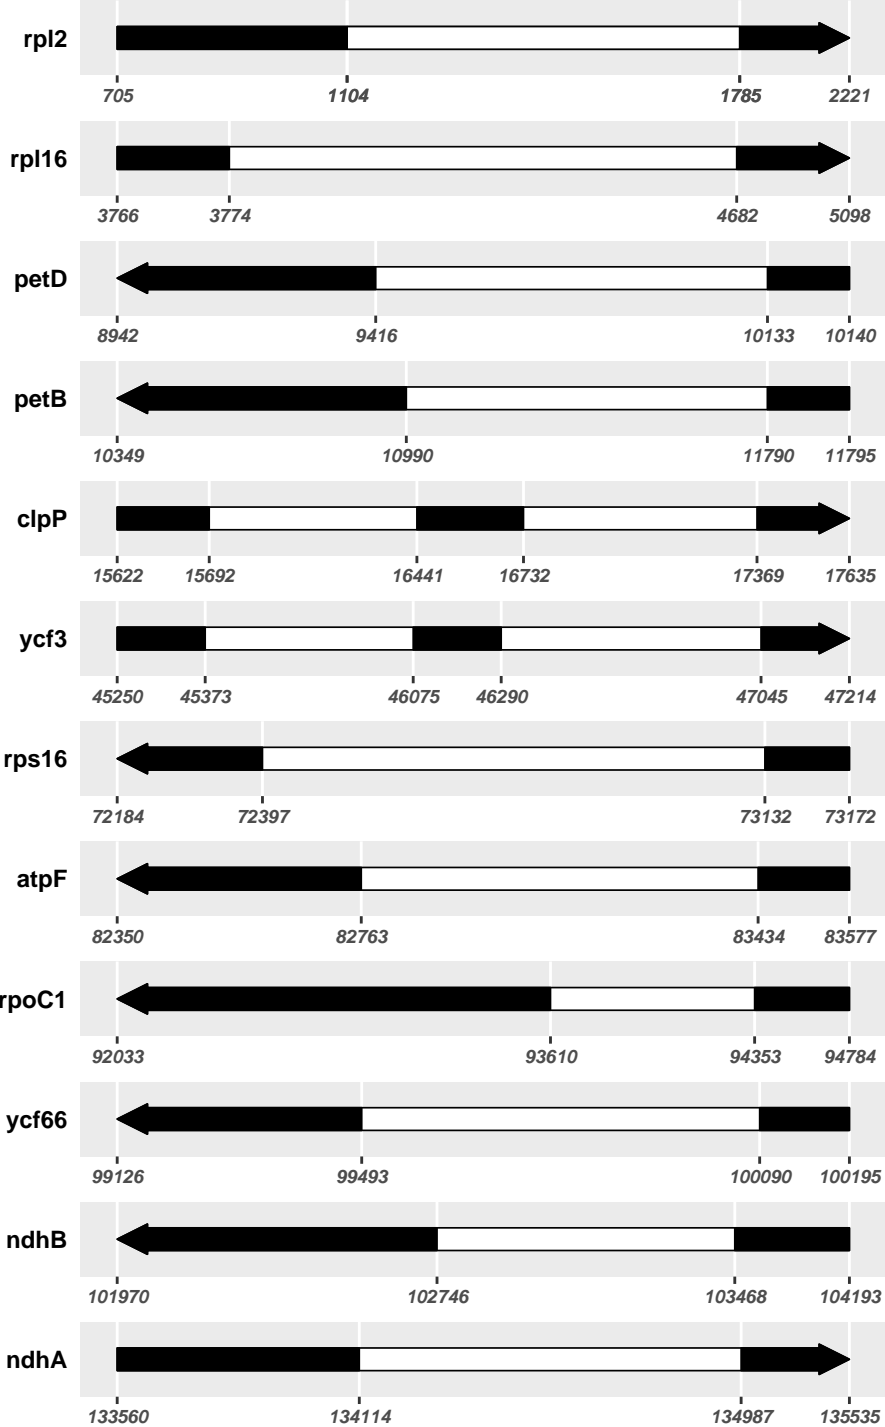 rpl2
705 1104 1785 2221
rpl16
3766 3774 4682 5098
petD
8942 9416 10133 10140
petB
10349 10990 11790 11795
clpP
15622 15692 16441 16732 17369 17635
ycf3
45250 45373 46075 46290 47045 47214
rps16
72184 72397 73132 73172
atpF
82350 82763 83434 83577
rpoC1
92033 93610 94353 94784
ycf66
99126 99493 100090 100195
ndhB
101970 102746 103468 104193
ndhA
133560 134114 134987 135535